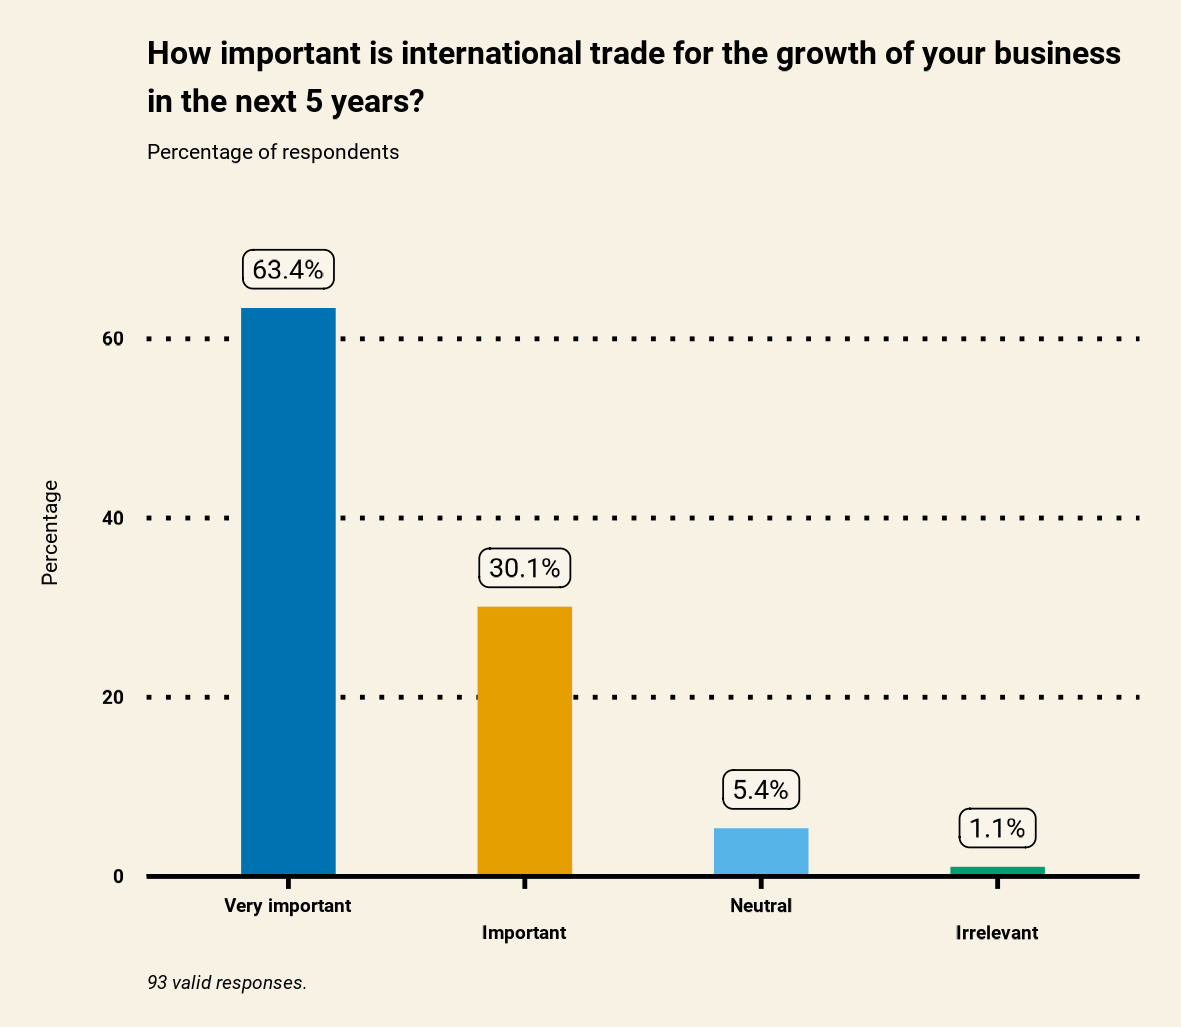 How important is international trade for the growth of your business
in the next 5 years?
Percentage of respondents
63.4%
60
40
Percentage
30.1%
20
5.4%
1.1%
0
Very important
Neutral
Important
Irrelevant
93 valid responses.